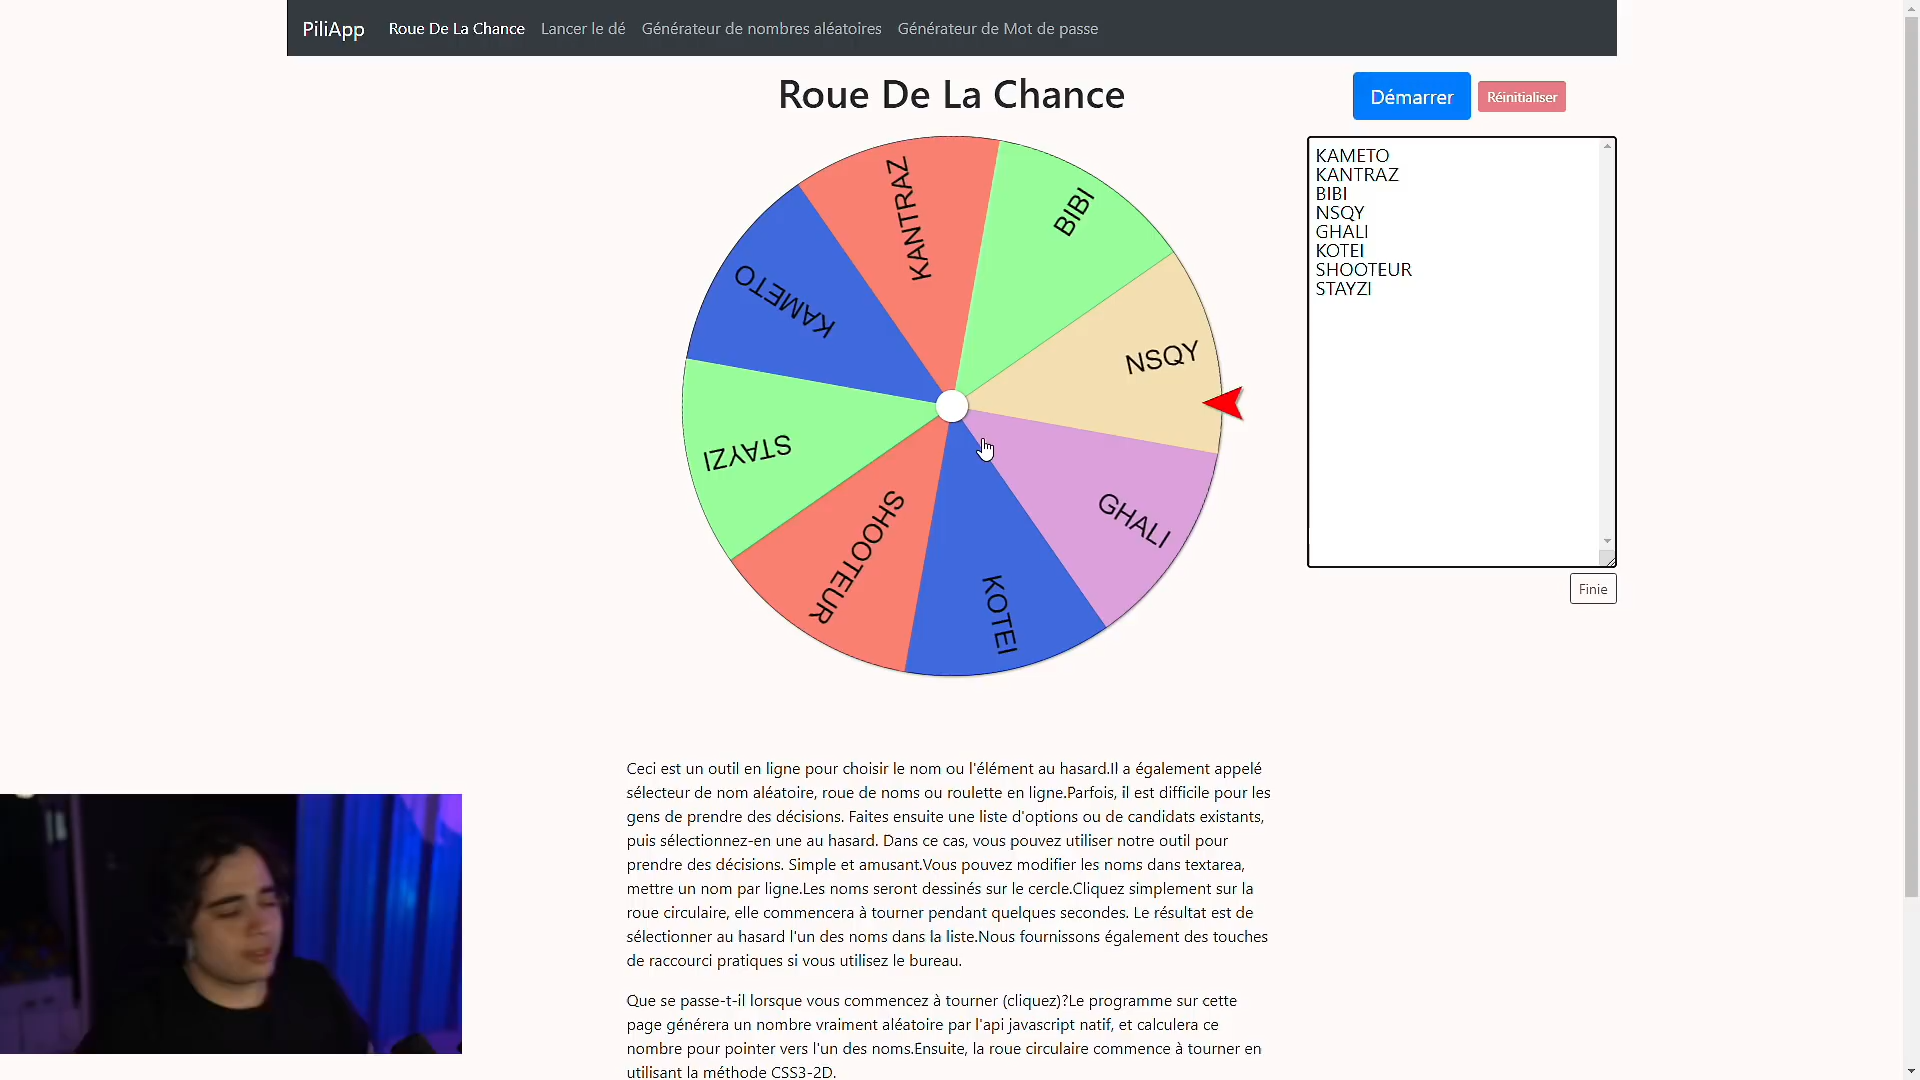 PiliApp Roue De La Chance Lancer le dé Générateur de nombres aléatoires Générateur de Mot de passe
Roue De La Chance
Démarrer Réinitialiser
KANTRAZ
BIBI
KAMETO
NSQY
STAYZI
GHALI
SHOOTEUR
KOTEI
KAMETO
KANTRAZ
BIBI
NSQY
GHALI
KOTEI
SHOOTEUR
STAYZI
Finie
Ceci est un outil en ligne pour choisir le nom ou l'élément au hasard.Il a également appelé
sélecteur de nom aléatoire, roue de noms ou roulette en ligne.Parfois, il est difficile pour les
gens de prendre des décisions. Faites ensuite une liste d'options ou de candidats existants,
puis sélectionnez-en une au hasard. Dans ce cas, vous pouvez utiliser notre outil pour
prendre des décisions. Simple et amusant.Vous pouvez modifier les noms dans textarea,
mettre un nom par ligne.Les noms seront dessinés sur le cercle.Cliquez simplement sur la
roue circulaire, elle commencera à tourner pendant quelques secondes. Le résultat est de
sélectionner au hasard l'un des noms dans la liste.Nous fournissons également des touches
de raccourci pratiques si vous utilisez le bureau.
Que se passe-t-il lorsque vous commencez à tourner (cliquez)?Le programme sur cette
page générera un nombre vraiment aléatoire par l'api javascript natif, et calculera ce
nombre pour pointer vers l'un des noms.Ensuite, la roue circulaire commence à tourner en
utilisant la méthode CSS3-2D.